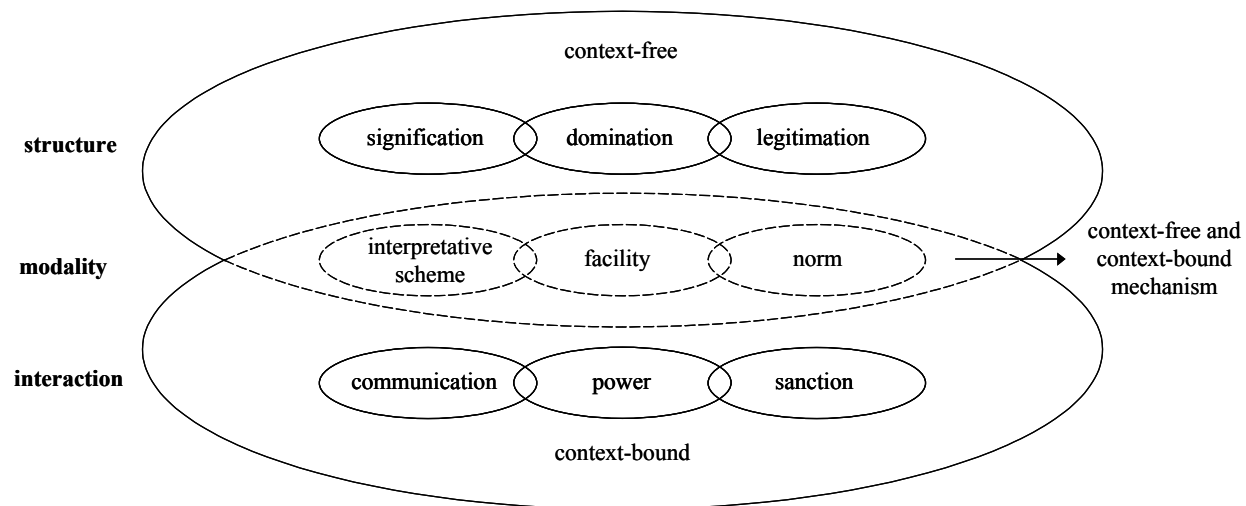 context-free
structure
signification
domination
legitimation
modality
interpretative
scheme
facility
norm
context-free and
context-bound
mechanism
interaction
communication
power
sanction
context-bound